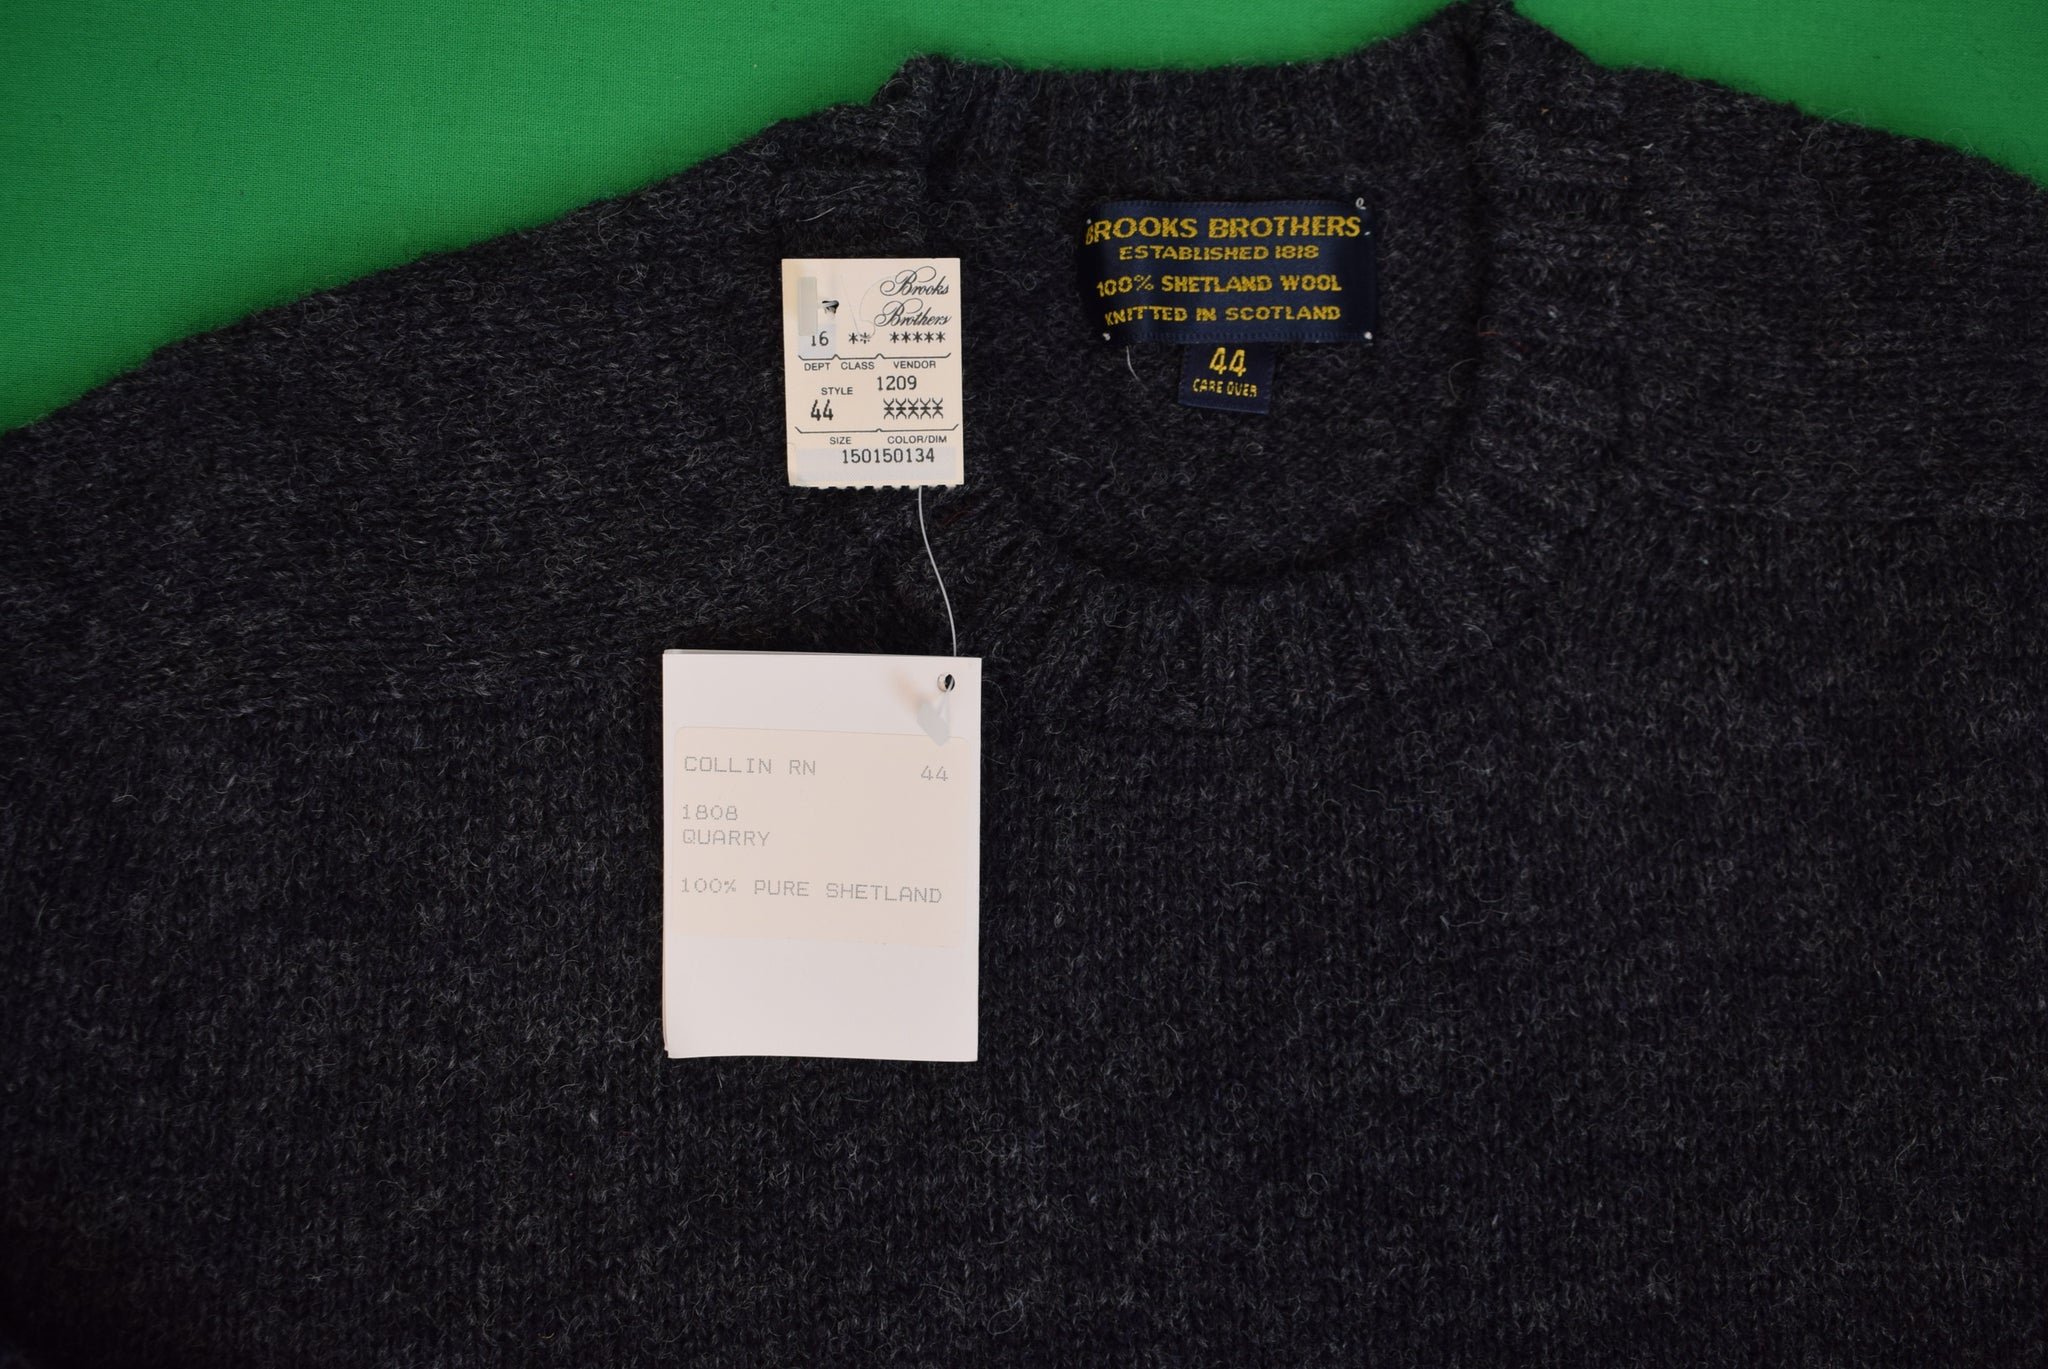 Brooks
Brothers
16 ** *****
DEPT CLASS VENDOR
1209
STYLE
44 XXXXX
SIZE COLOR/DIM
150150134
BROOKS BROTHERS
ESTABLISHED 1818
100% SHETLAND WOOL
KNITTED IN SCOTLAND
44
CARE OVER
COLLIN RN 44
1808
QUARRY
100% PURE SHETLAND